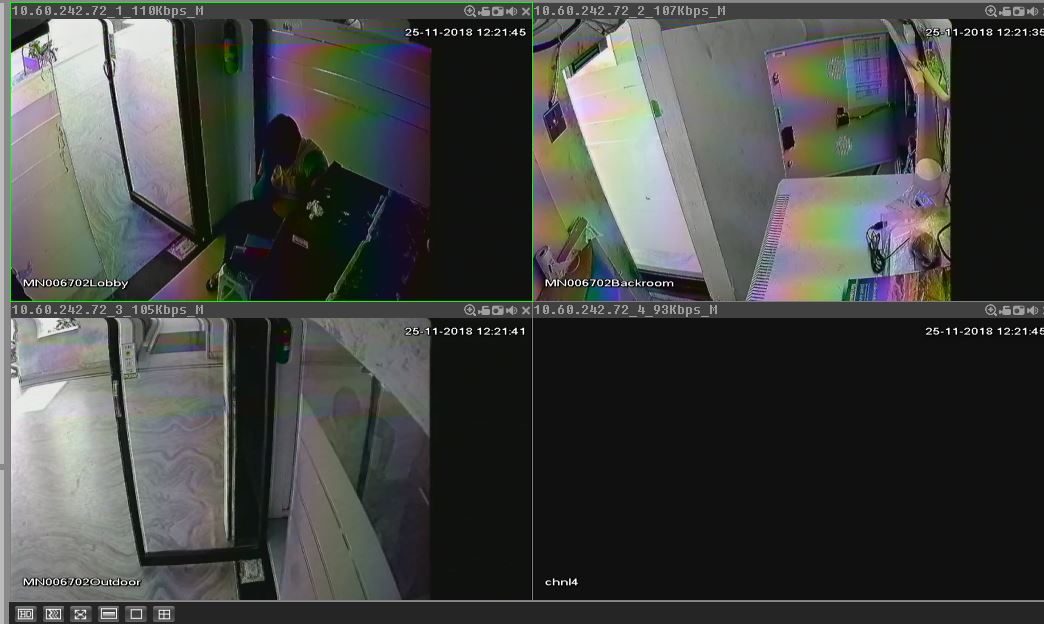 10.60.242.72_1_110Kbps_M
25-11-2018 12:21:45
MN006702Lobby
10.60.242.72_2_107Kbps_M
25-11-2018 12:21:35
MN006702Backroom
10.60.242.72_3_105Kbps_M
25-11-2018 12:21:41
MN006702Outdoor
10.60.242.72_4_93Kbps_M
25-11-2018 12:21:45
chnl4
HD